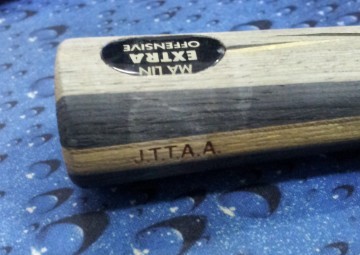 MA LIN
EXTRA
OFFENSIVE
J.T.T.A.A.